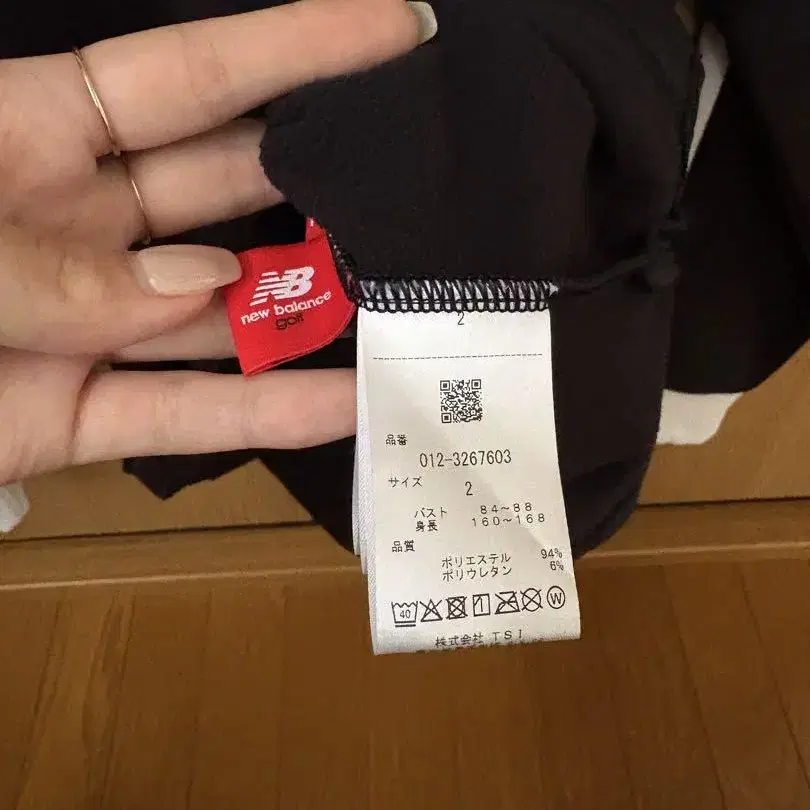 NB
new balance
golf
2
品番
012-3267603
サイズ
2
バスト 84~88
身長 160~168
品質
ポリエステル 94%
ポリウレタン 6%
40 W
株式会社 TSI